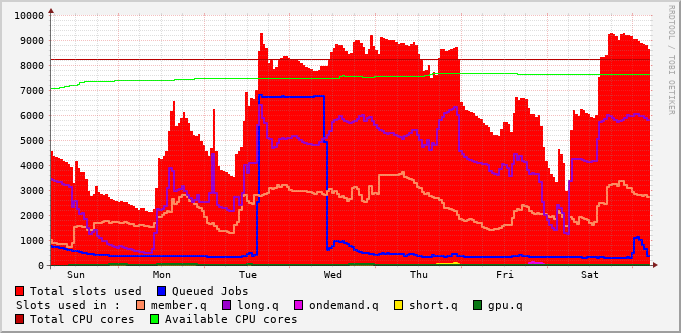 10000
9000
8000
7000
6000
5000
4000
3000
2000
1000
0
Sun Mon Tue Wed Thu Fri Sat
Total slots used Queued Jobs
Slots used in : member.q long.q ondemand.q short.q gpu.q
Total CPU cores Available CPU cores
RRDTOOL / TOBI OETIKER